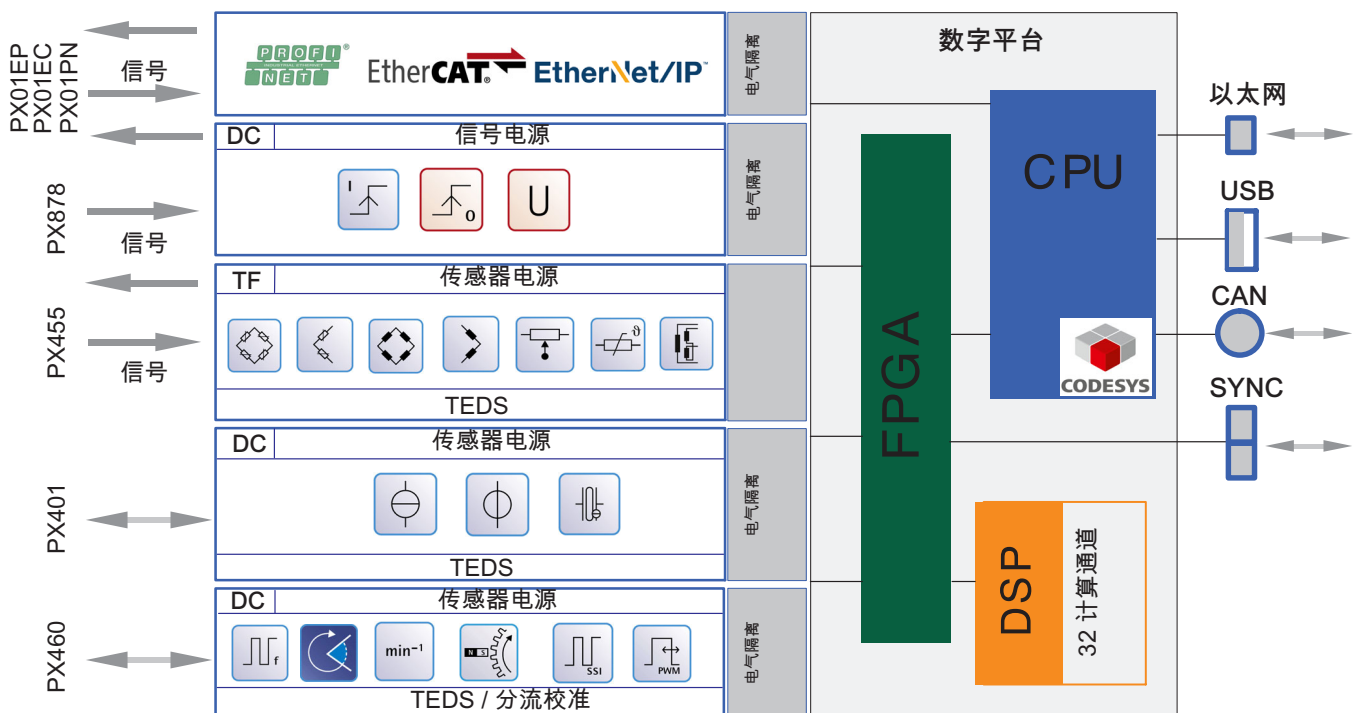 PX01EP
PX01EC
PX01PN
信号
PROFI®
INDUSTRIAL ETHERNET
NET
EtherCAT®
EtherNet/IP™
电气隔离
PX878
信号
DC
信号电源
I
0
U
电气隔离
PX455
信号
TF
传感器电源
ϑ
TEDS
PX401
DC
传感器电源
TEDS
电气隔离
PX460
DC
传感器电源
f
min⁻¹
N S
SSI
PWM
TEDS / 分流校准
电气隔离
数字平台
FPGA
CPU
CODESYS
DSP
32 计算通道
以太网
USB
CAN
SYNC